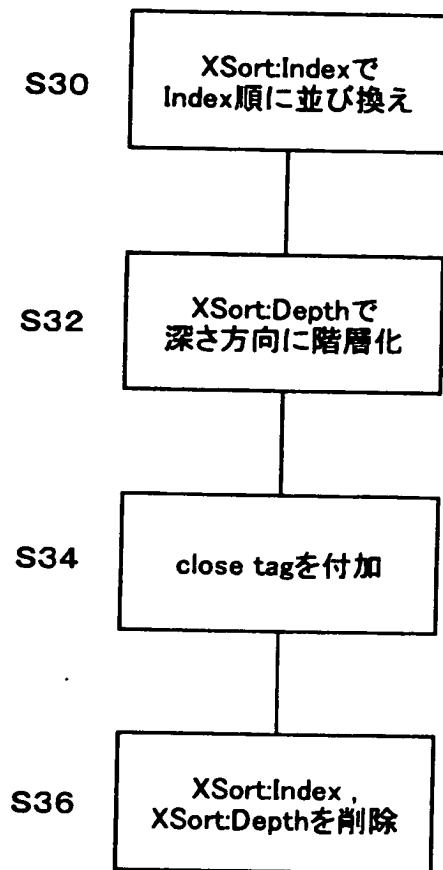 S30
XSort:Indexで
Index順に並び換え
S32
XSort:Depthで
深さ方向に階層化
S34
close tagを付加
S36
XSort:Index ,
XSort:Depthを削除